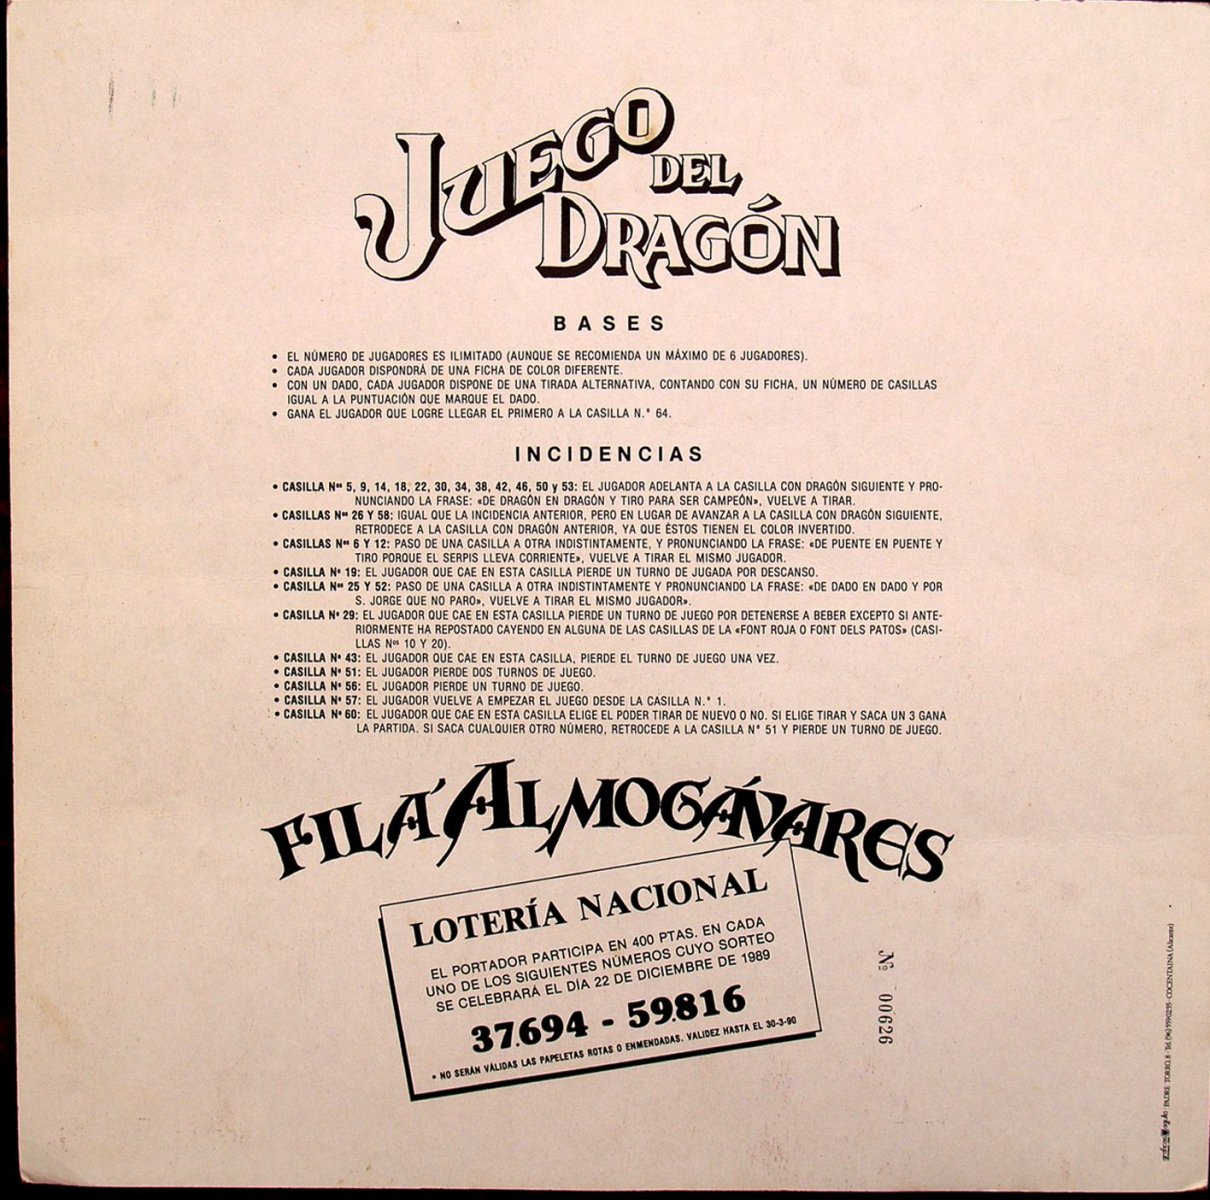 JUEGO
DEL
DRAGÓN
BASES
• EL NÚMERO DE JUGADORES ES ILIMITADO (AUNQUE SE RECOMIENDA UN MÁXIMO DE 6 JUGADORES).
• CADA JUGADOR DISPONDRÁ DE UNA FICHA DE COLOR DIFERENTE.
• CON UN DADO, CADA JUGADOR DISPONE DE UNA TIRADA ALTERNATIVA, CONTANDO CON SU FICHA, UN NÚMERO DE CASILLAS
IGUAL A LA PUNTUACIÓN QUE MARQUE EL DADO.
• GANA EL JUGADOR QUE LOGRE LLEGAR EL PRIMERO A LA CASILLA N.° 64.
INCIDENCIAS
• CASILLA Nos 5, 9, 14, 18, 22, 30, 34, 38, 42, 46, 50 y 53: EL JUGADOR ADELANTA A LA CASILLA CON DRAGÓN SIGUIENTE Y PRO-
NUNCIANDO LA FRASE: «DE DRAGÓN EN DRAGÓN Y TIRO PARA SER CAMPEÓN», VUELVE A TIRAR.
• CASILLAS Nos 26 Y 58: IGUAL QUE LA INCIDENCIA ANTERIOR, PERO EN LUGAR DE AVANZAR A LA CASILLA CON DRAGÓN SIGUIENTE,
RETRODECE A LA CASILLA CON DRAGÓN ANTERIOR, YA QUE ÉSTOS TIENEN EL COLOR INVERTIDO.
• CASILLAS Nos 6 Y 12: PASO DE UNA CASILLA A OTRA INDISTINTAMENTE, Y PRONUNCIANDO LA FRASE: «DE PUENTE EN PUENTE Y
TIRO PORQUE EL SERPIS LLEVA CORRIENTE», VUELVE A TIRAR EL MISMO JUGADOR.
• CASILLA Nº 19: EL JUGADOR QUE CAE EN ESTA CASILLA PIERDE UN TURNO DE JUGADA POR DESCANSO.
• CASILLA Nos 25 Y 52: PASO DE UNA CASILLA A OTRA INDISTINTAMENTE Y PRONUNCIANDO LA FRASE: «DE DADO EN DADO Y POR
S. JORGE QUE NO PARO», VUELVE A TIRAR EL MISMO JUGADOR».
• CASILLA Nº 29: EL JUGADOR QUE CAE EN ESTA CASILLA PIERDE UN TURNO DE JUEGO POR DETENERSE A BEBER EXCEPTO SI ANTE-
RIORMENTE HA REPOSTADO CAYENDO EN ALGUNA DE LAS CASILLAS DE LA «FONT ROJA O FONT DELS PATOS» (CASI-
LLAS Nos 10 Y 20).
• CASILLA Nº 43: EL JUGADOR QUE CAE EN ESTA CASILLA, PIERDE EL TURNO DE JUEGO UNA VEZ.
• CASILLA Nº 51: EL JUGADOR PIERDE DOS TURNOS DE JUEGO.
• CASILLA Nº 56: EL JUGADOR PIERDE UN TURNO DE JUEGO.
• CASILLA Nº 57: EL JUGADOR VUELVE A EMPEZAR EL JUEGO DESDE LA CASILLA N.° 1.
• CASILLA Nº 60: EL JUGADOR QUE CAE EN ESTA CASILLA ELIGE EL PODER TIRAR DE NUEVO O NO. SI ELIGE TIRAR Y SACA UN 3 GANA
LA PARTIDA. SI SACA CUALQUIER OTRO NÚMERO, RETROCEDE A LA CASILLA Nº 51 Y PIERDE UN TURNO DE JUEGO.
FILÁ ALMOGÁVARES
LOTERÍA NACIONAL
EL PORTADOR PARTICIPA EN 400 PTAS. EN CADA
UNO DE LOS SIGUIENTES NÚMEROS CUYO SORTEO
SE CELEBRARÁ EL DÍA 22 DE DICIEMBRE DE 1989
37.694 - 59.816
• NO SERÁN VÁLIDAS LAS PAPELETAS ROTAS O ENMENDADAS. VALIDEZ HASTA EL 30-3-90
Nº 00626
PADRE TORRO, 8 - Tel. (96) 559 02 55 - COCENTAINA (Alicante)